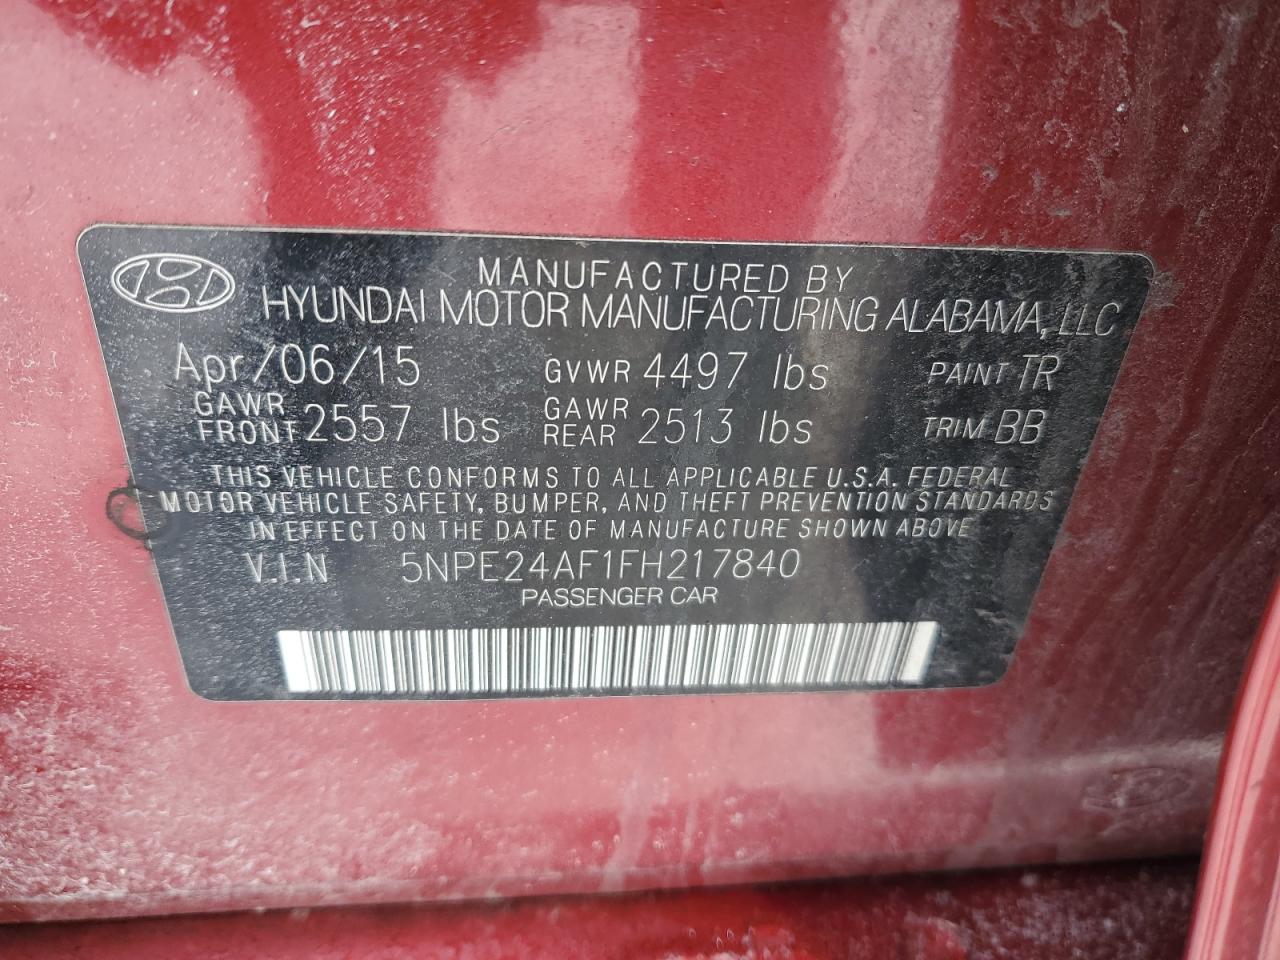 MANUFACTURED BY
HYUNDAI MOTOR MANUFACTURING ALABAMA, LLC
Apr/06/15 GVWR 4497 lbs PAINT TR
GAWR FRONT 2557 lbs GAWR REAR 2513 lbs TRIM BB
THIS VEHICLE CONFORMS TO ALL APPLICABLE U.S.A. FEDERAL
MOTOR VEHICLE SAFETY, BUMPER, AND THEFT PREVENTION STANDARDS
IN EFFECT ON THE DATE OF MANUFACTURE SHOWN ABOVE
V.I.N 5NPE24AF1FH217840
PASSENGER CAR